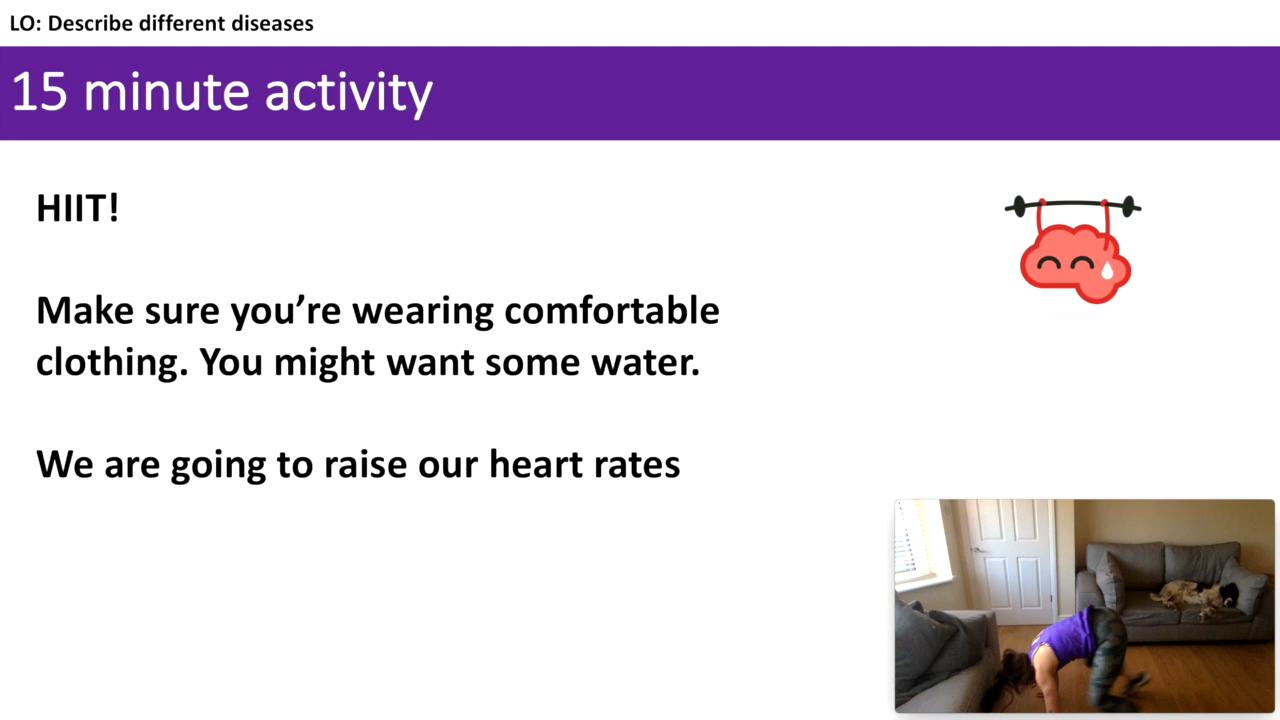 LO: Describe different diseases
15 minute activity
HIIT!
Make sure you’re wearing comfortable
clothing. You might want some water.
We are going to raise our heart rates